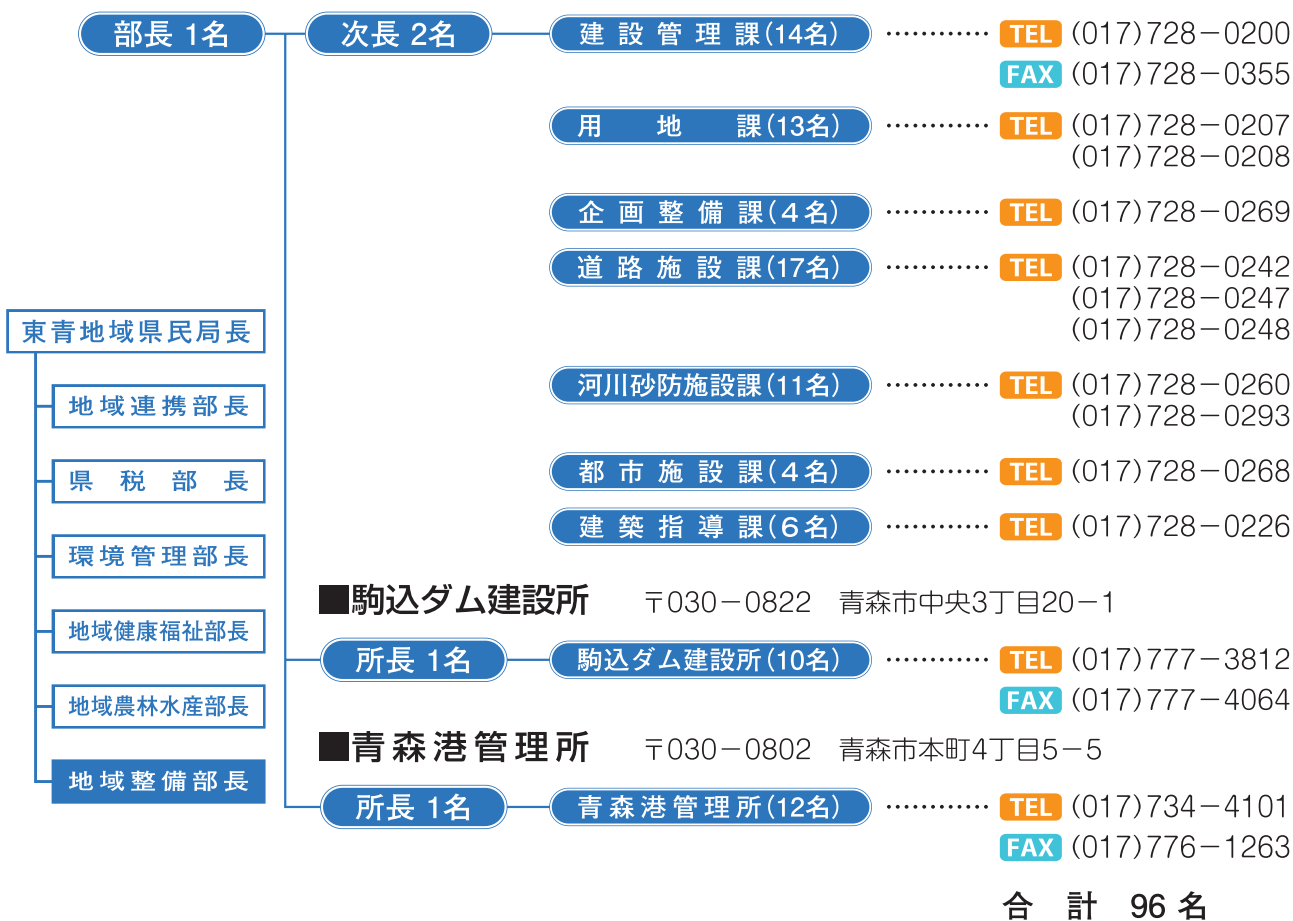 部長 1名 次長 2名 建設管理課(14名) ………… TEL (017)728−0200
FAX (017)728−0355
用地課(13名) ………… TEL (017)728−0207
(017)728−0208
企画整備課(4名) ………… TEL (017)728−0269
道路施設課(17名) ………… TEL (017)728−0242
(017)728−0247
(017)728−0248
河川砂防施設課(11名) ………… TEL (017)728−0260
(017)728−0293
都市施設課(4名) ………… TEL (017)728−0268
建築指導課(6名) ………… TEL (017)728−0226
東青地域県民局長
地域連携部長
県税部長
環境管理部長
地域健康福祉部長
地域農林水産部長
地域整備部長
■駒込ダム建設所 〒030−0822 青森市中央3丁目20−1
所長 1名 駒込ダム建設所(10名) ………… TEL (017)777−3812
FAX (017)777−4064
■青森港管理所 〒030−0802 青森市本町4丁目5−5
所長 1名 青森港管理所(12名) ………… TEL (017)734−4101
FAX (017)776−1263
合計 96名